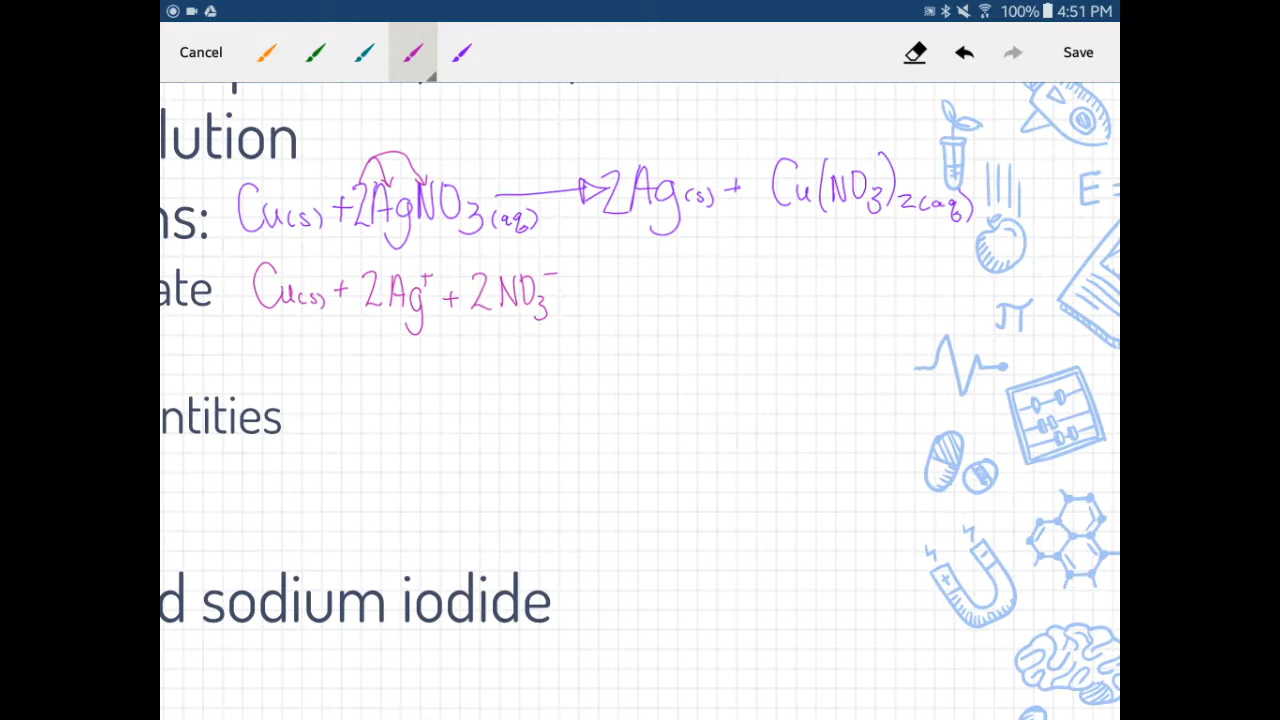 100% 4:51 PM
Cancel Save
lution
Cu(s) + 2AgNO3(aq) → 2Ag(s) + Cu(NO3)2(aq)
ns:
E =
ate
Cu(s) + 2Ag+ + 2NO3−
π
ntities
d sodium iodide